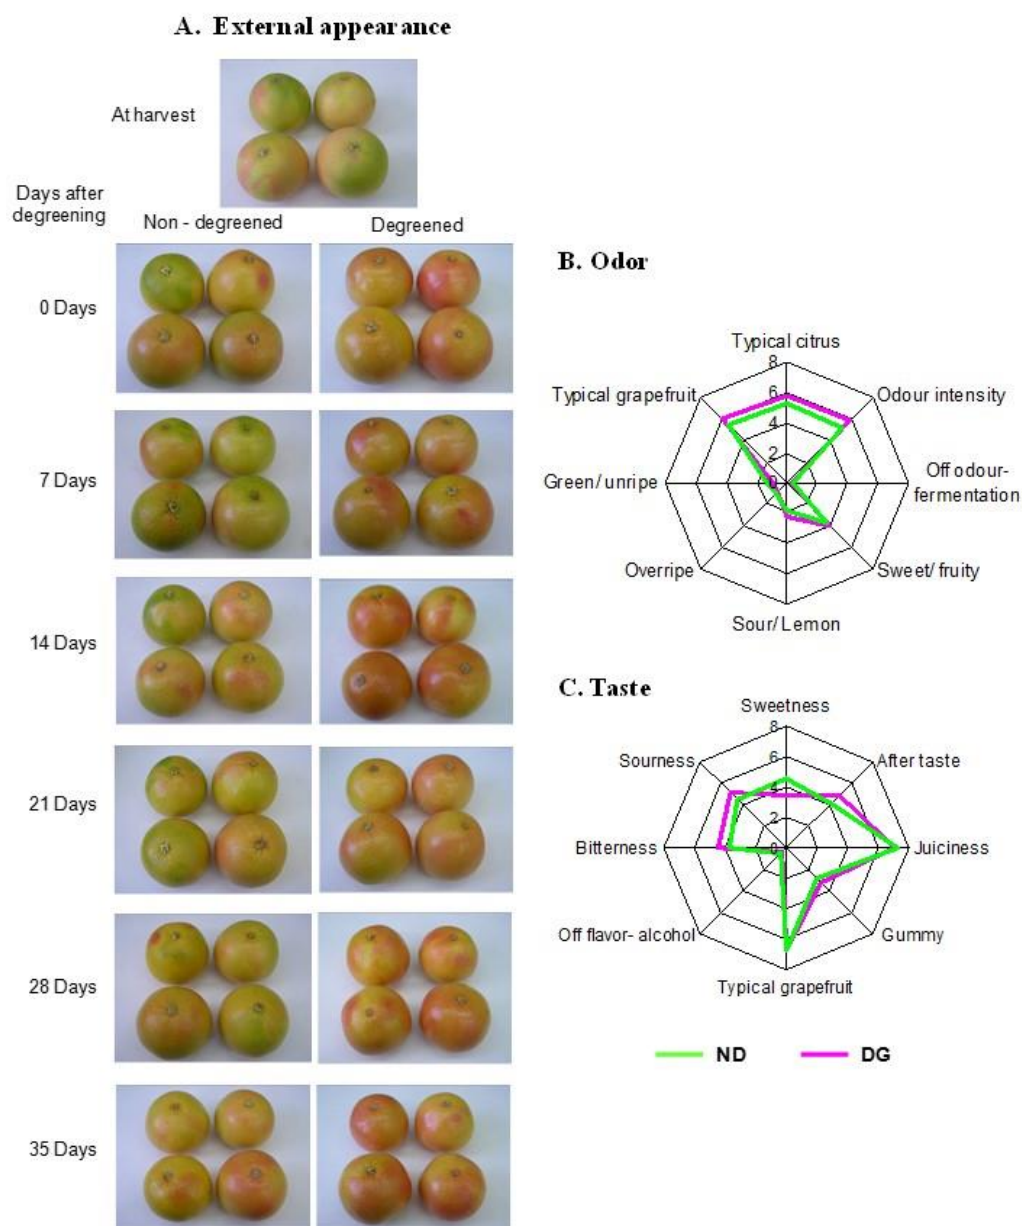 A. External appearance
At harvest
Days after
degreening
Non - degreened
Degreened
0 Days
7 Days
14 Days
21 Days
28 Days
35 Days
B. Odor
Typical citrus
8
6
4
2
0
Typical grapefruit
Odour intensity
Green/ unripe
Off odour-
fermentation
Overripe
Sweet/ fruity
Sour/ Lemon
C. Taste
Sweetness
8
6
4
2
0
Sourness
After taste
Bitterness
Juiciness
Off flavor- alcohol
Gummy
Typical grapefruit
ND
DG